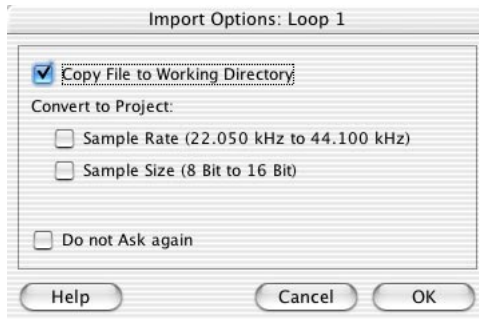 Import Options: Loop 1
Copy File to Working Directory
Convert to Project:
Sample Rate (22.050 kHz to 44.100 kHz)
Sample Size (8 Bit to 16 Bit)
Do not Ask again
Help Cancel OK